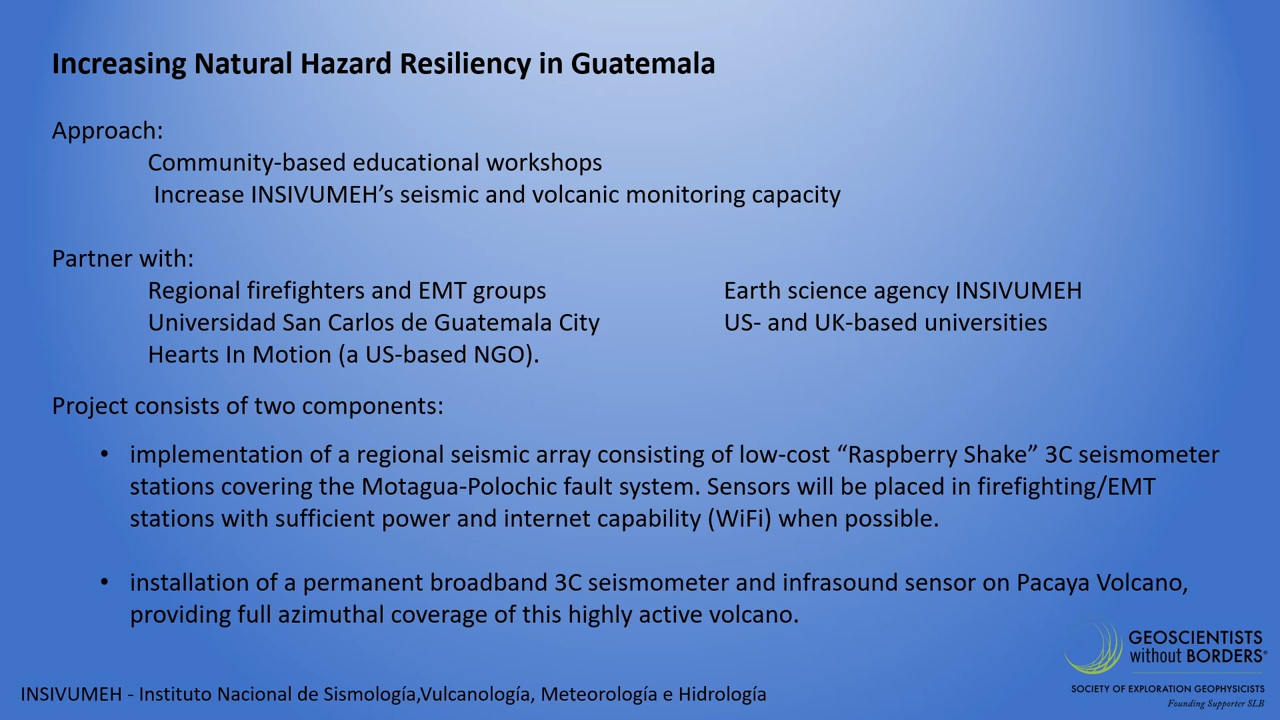 Increasing Natural Hazard Resiliency in Guatemala
Approach:
Community-based educational workshops
Increase INSIVUMEH’s seismic and volcanic monitoring capacity
Partner with:
Regional firefighters and EMT groups
Universidad San Carlos de Guatemala City
Hearts In Motion (a US-based NGO).
Earth science agency INSIVUMEH
US- and UK-based universities
Project consists of two components:
• implementation of a regional seismic array consisting of low-cost “Raspberry Shake” 3C seismometer
stations covering the Motagua-Polochic fault system. Sensors will be placed in firefighting/EMT
stations with sufficient power and internet capability (WiFi) when possible.
• installation of a permanent broadband 3C seismometer and infrasound sensor on Pacaya Volcano,
providing full azimuthal coverage of this highly active volcano.
GEOSCIENTISTS
without BORDERS®
SOCIETY OF EXPLORATION GEOPHYSICISTS
Founding Supporter SLB
INSIVUMEH - Instituto Nacional de Sismología,Vulcanología, Meteorología e Hidrología